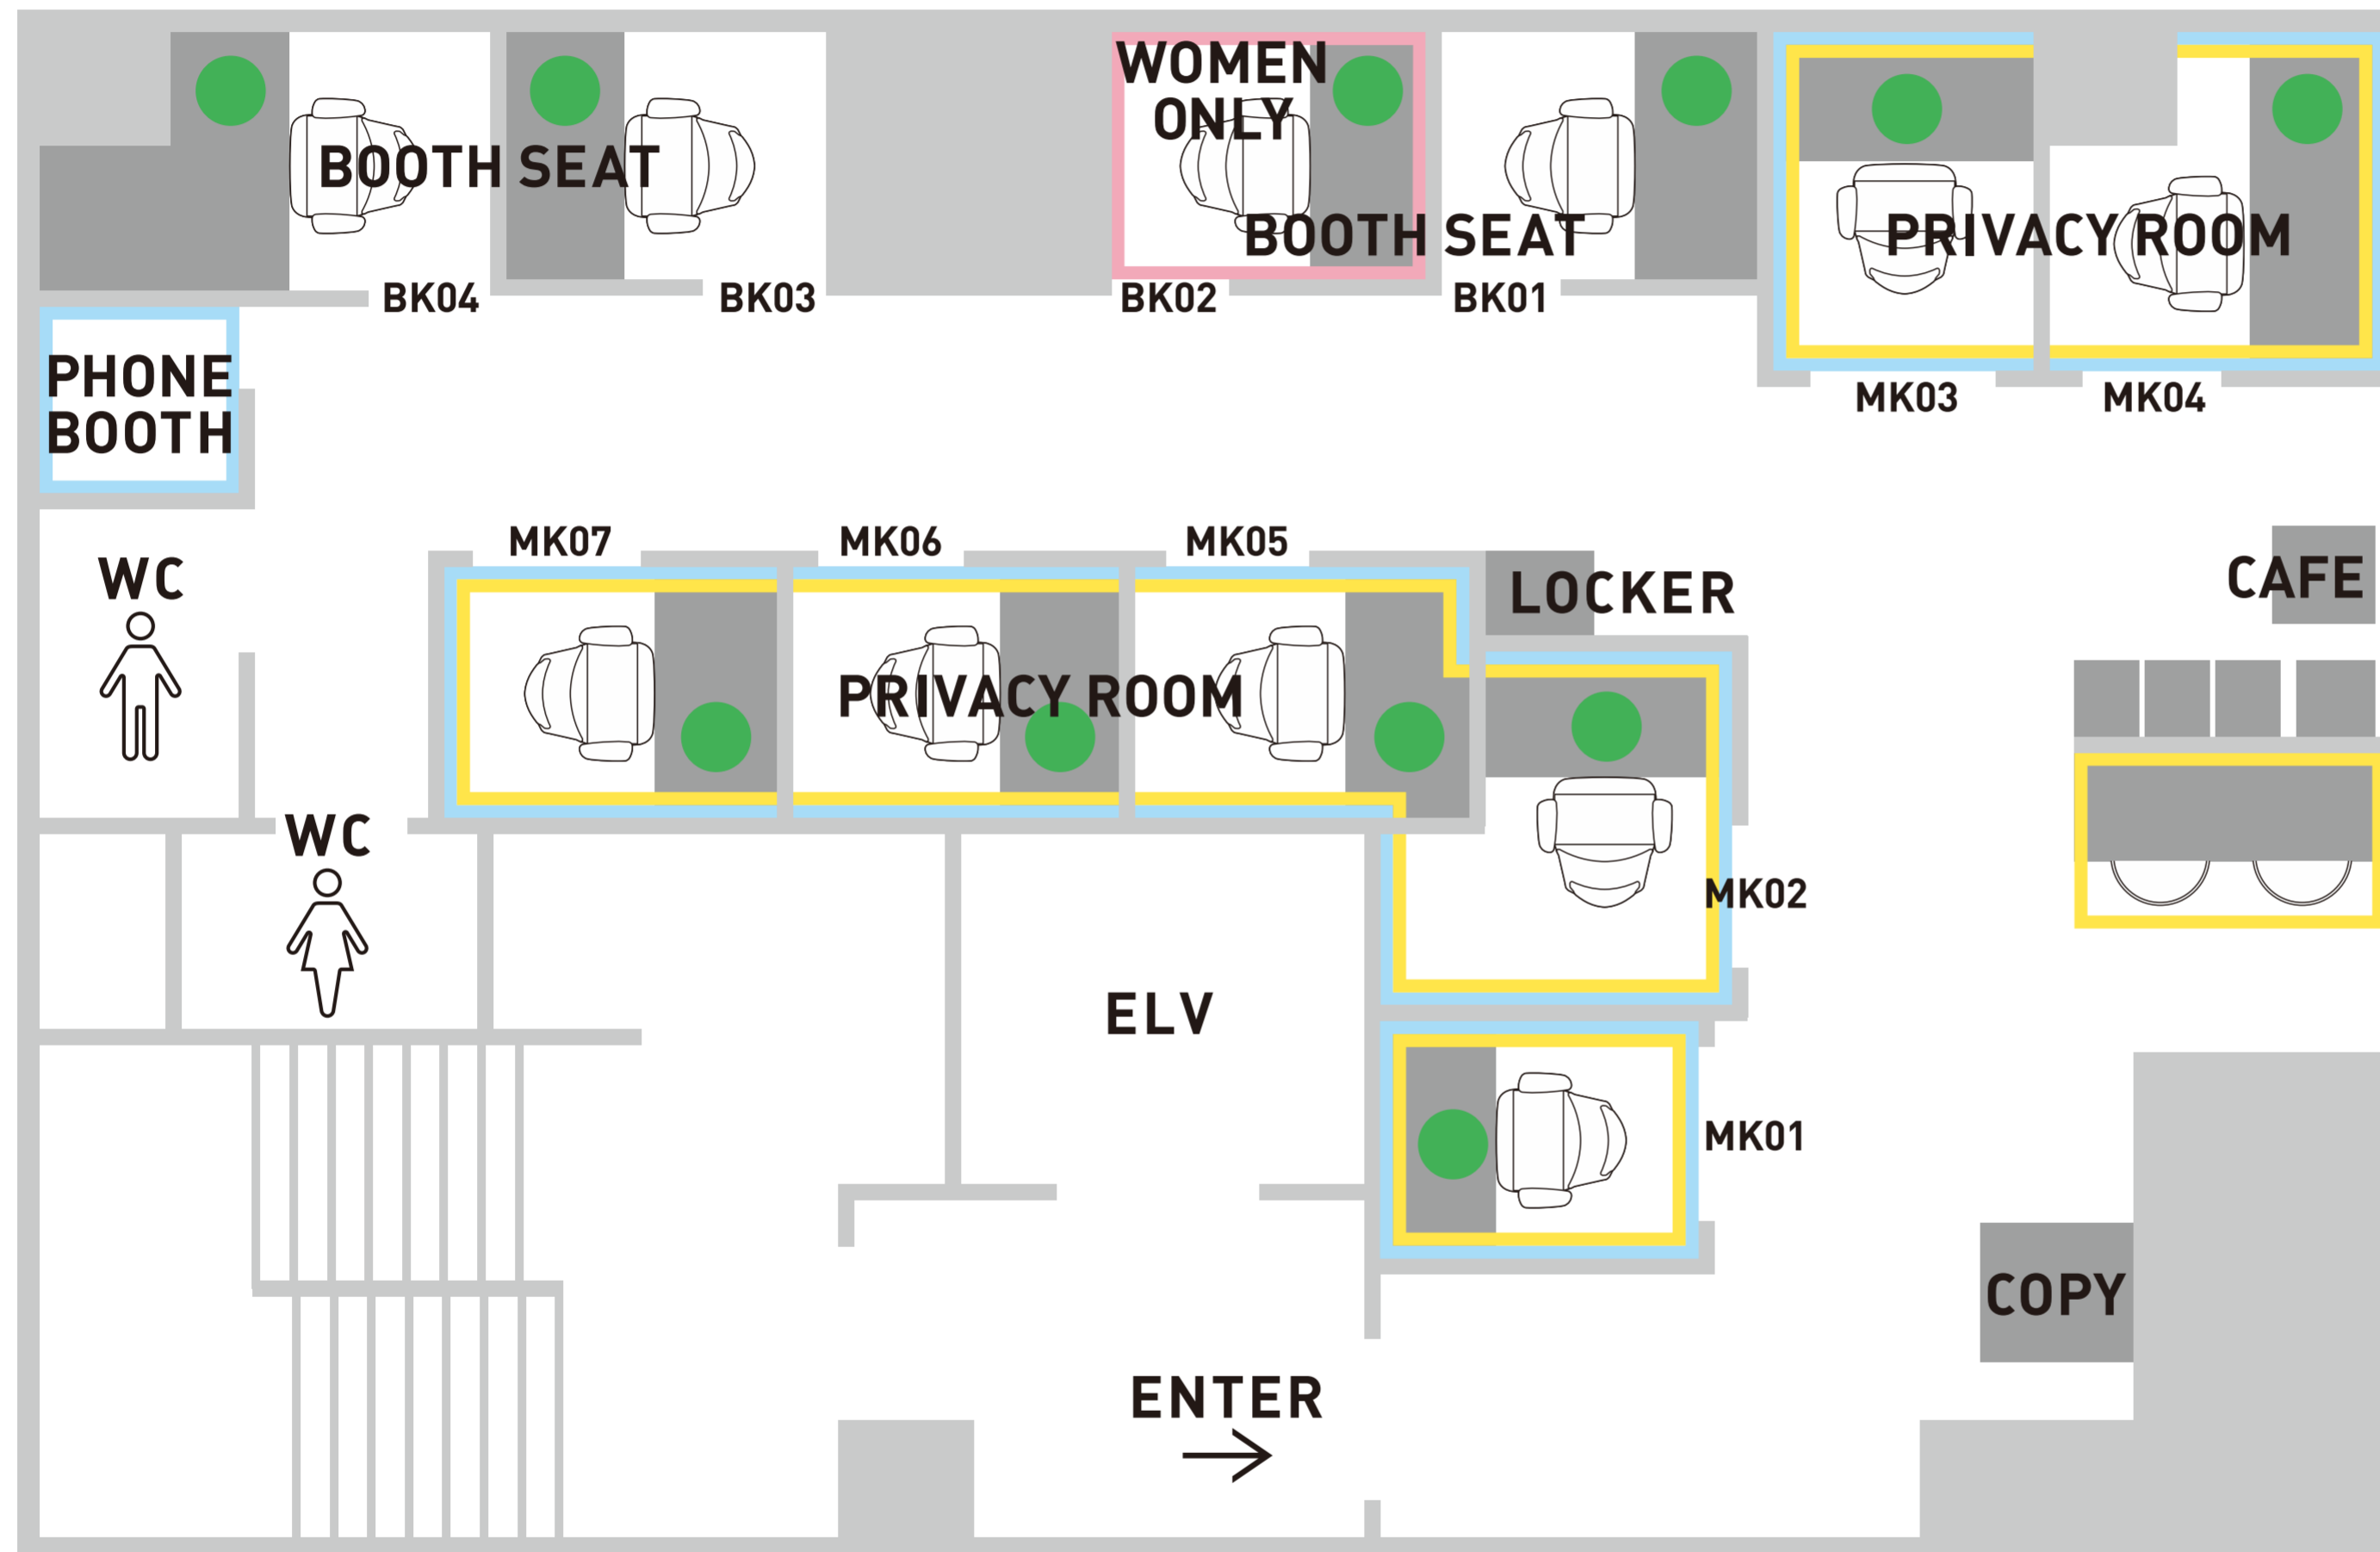 WOMEN
ONLY
BOOTH SEAT
BOOTH SEAT
PRIVACY ROOM
BK04
BK03
BK02
BK01
MK03
MK04
PHONE
BOOTH
MK07
MK06
MK05
WC
LOCKER
CAFE
PRIVACY ROOM
WC
MK02
ELV
MK01
COPY
ENTER